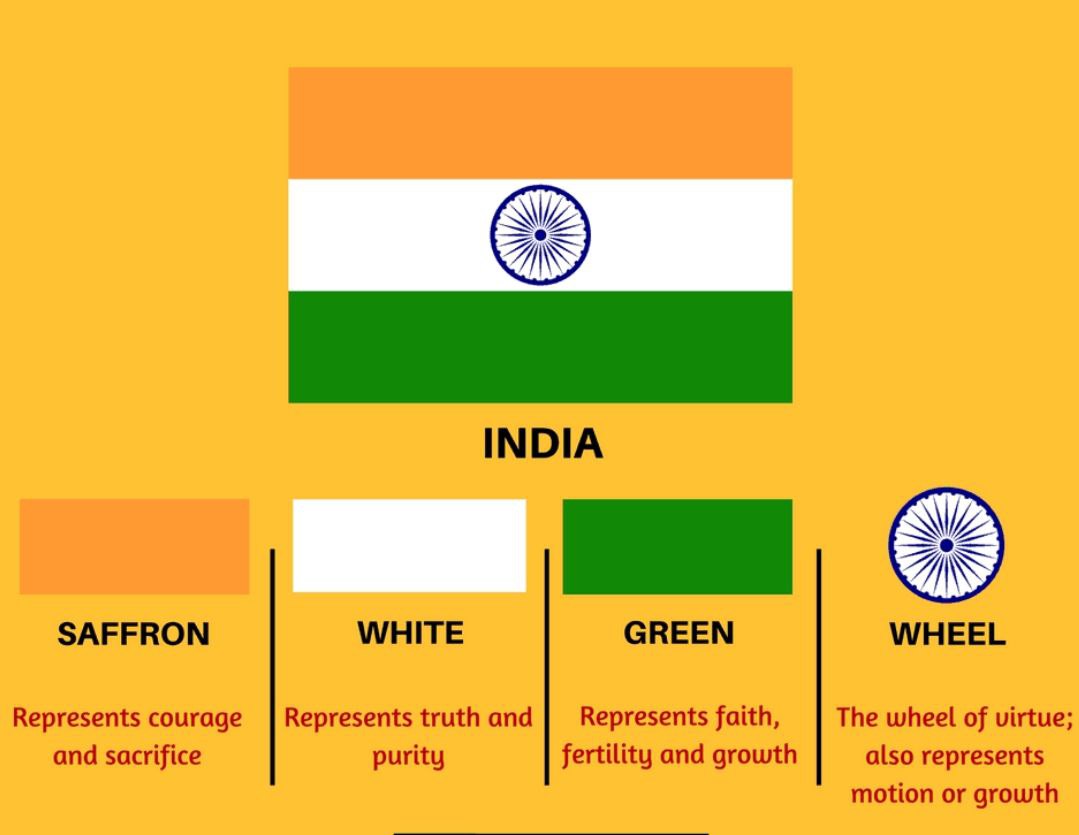 INDIA
SAFFRON
Represents courage
and sacrifice
WHITE
Represents truth and
purity
GREEN
Represents faith,
fertility and growth
WHEEL
The wheel of virtue;
also represents
motion or growth